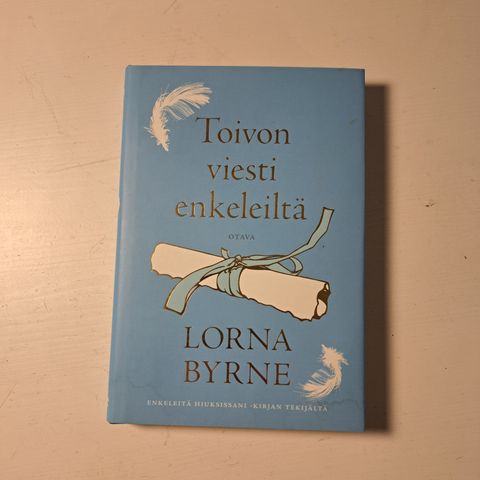 Toivon
viesti
enkeleiltä
OTAVA
LORNA
BYRNE
ENKELEITÄ HIUKSISSANI -KIRJAN TEKIJÄLTÄ